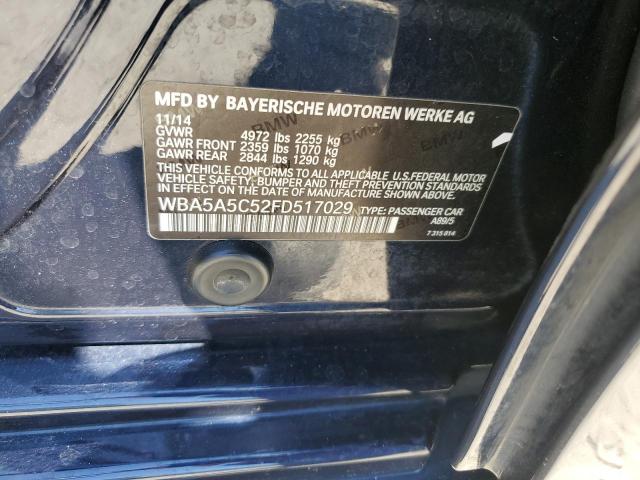 MFD BY BAYERISCHE MOTOREN WERKE AG
11/14
GVWR 4972 lbs 2255 kg
GAWR FRONT 2359 lbs 1070 kg
GAWR REAR 2844 lbs 1290 kg
THIS VEHICLE CONFORMS TO ALL APPLICABLE U.S.FEDERAL MOTOR
VEHICLE SAFETY, BUMPER, AND THEFT PREVENTION STANDARDS IN
EFFECT ON THE DATE OF MANUFACTURE SHOWN ABOVE.
WBA5A5C52FD517029 TYPE: PASSENGER CAR
A89/5
7 315 814